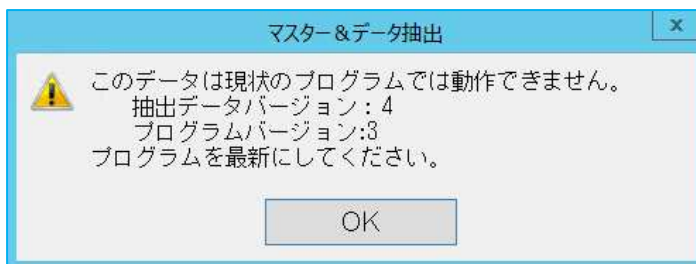 マスター&データ抽出
x
このデータは現状のプログラムでは動作できません。
抽出データバージョン：4
プログラムバージョン:3
プログラムを最新にしてください。
OK